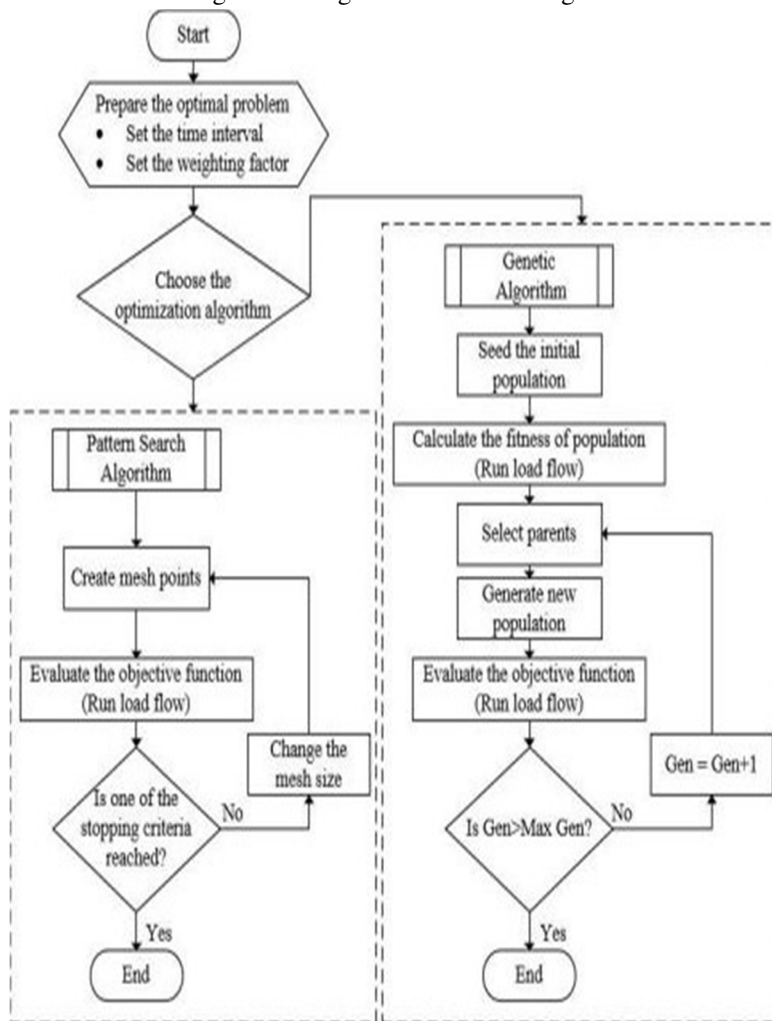 Start
Prepare the optimal problem
• Set the time interval
• Set the weighting factor
Choose the
optimization algorithm
Pattern Search
Algorithm
Create mesh points
Evaluate the objective function
(Run load flow)
Change the
mesh size
Is one of the
stopping criteria
reached?
No
Yes
End
Genetic
Algorithm
Seed the initial
population
Calculate the fitness of population
(Run load flow)
Select parents
Generate new
population
Evaluate the objective function
(Run load flow)
Gen = Gen+1
Is Gen>Max Gen?
No
Yes
End